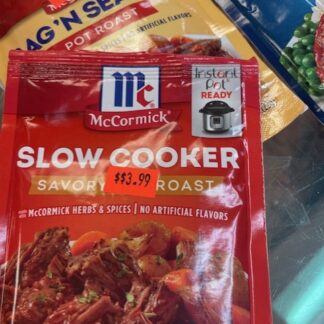 AG 'N SEA
POT ROAST
ARTIFICIAL FLAVORS
Mc
McCormick®
Instant
Pot®
READY
SLOW COOKER
SAVORY
ROAST
$$3.99
McCORMICK HERBS & SPICES | NO ARTIFICIAL FLAVORS